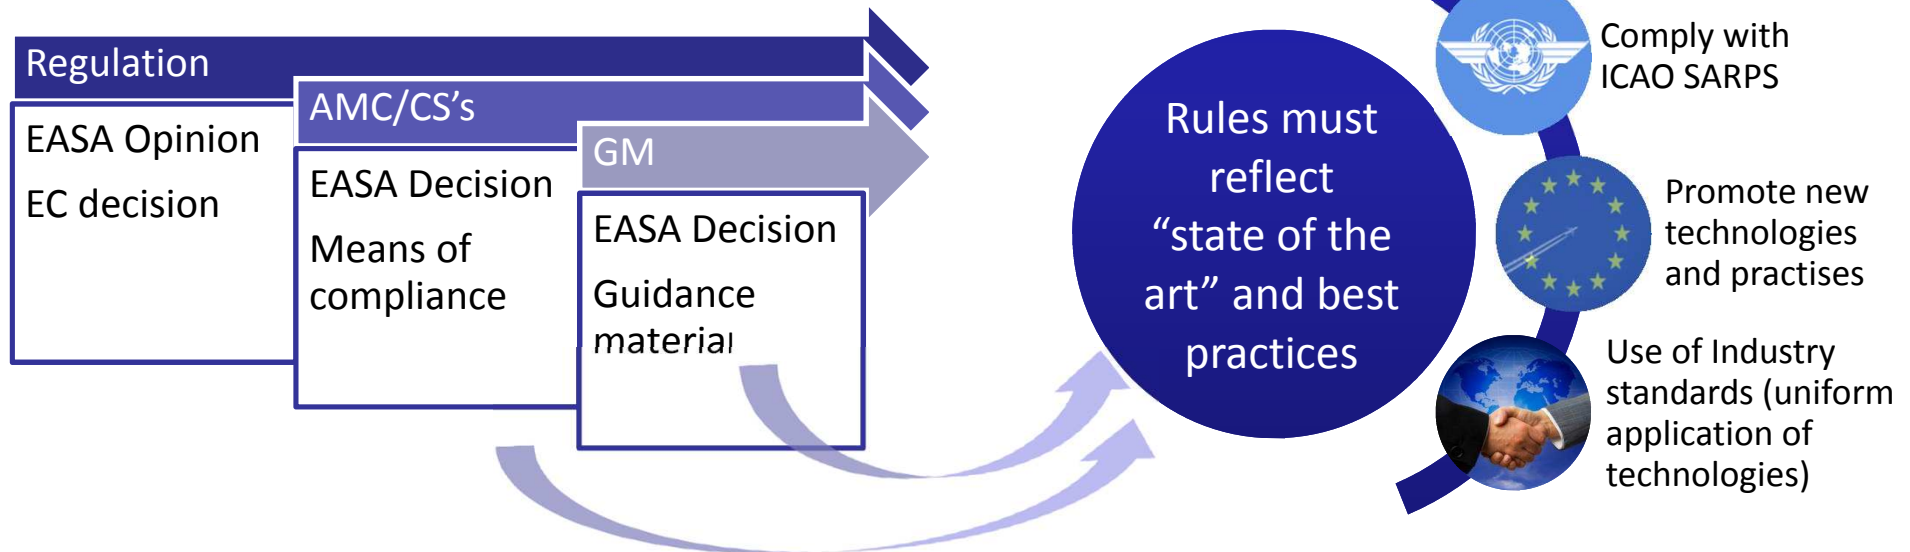 Regulation
EASA Opinion
EC decision
AMC/CS’s
EASA Decision
Means of
compliance
GM
EASA Decision
Guidance
material
Rules must
reflect
“state of the
art” and best
practices
Comply with
ICAO SARPS
Promote new
technologies
and practises
Use of Industry
standards (uniform
application of
technologies)